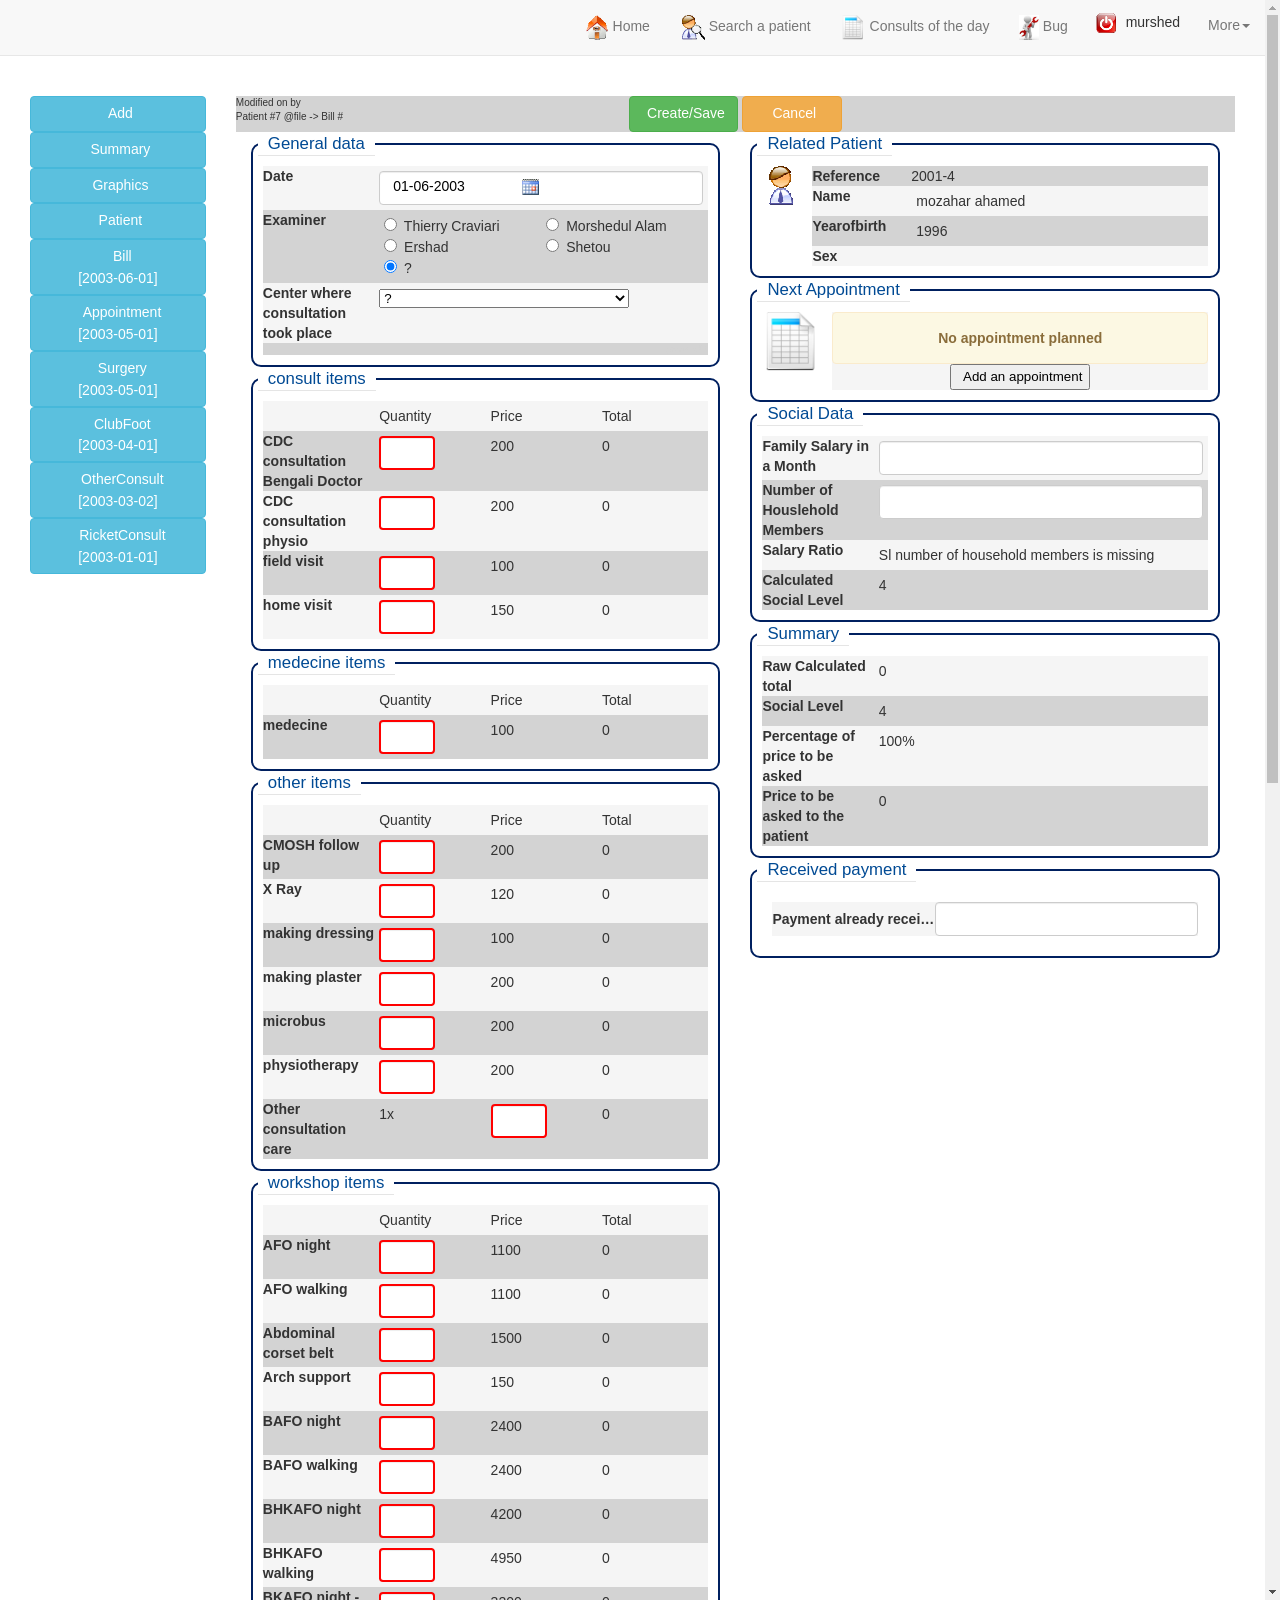 Home
Search a patient
Consults of the day
Bug
murshed
More
Add
Summary
Graphics
Patient
Bill
[2003-06-01]
Appointment
[2003-05-01]
Surgery
[2003-05-01]
ClubFoot
[2003-04-01]
OtherConsult
[2003-03-02]
RicketConsult
[2003-01-01]
Modified on by
Patient #7 @file -> Bill #
Create/Save
Cancel
General data
Date
01-06-2003
Examiner
Thierry Craviari
Morshedul Alam
Ershad
Shetou
?
Center where
consultation
took place
?
consult items
Quantity Price Total
CDC
consultation
Bengali Doctor
200 0
CDC
consultation
physio
200 0
field visit
100 0
home visit
150 0
medecine items
Quantity Price Total
medecine
100 0
other items
Quantity Price Total
CMOSH follow
up
200 0
X Ray
120 0
making dressing
100 0
making plaster
200 0
microbus
200 0
physiotherapy
200 0
Other
consultation
care
1x 0
workshop items
Quantity Price Total
AFO night
1100 0
AFO walking
1100 0
Abdominal
corset belt
1500 0
Arch support
150 0
BAFO night
2400 0
BAFO walking
2400 0
BHKAFO night
4200 0
BHKAFO
walking
4950 0
BKAFO night -
Related Patient
Reference 2001-4
Name mozahar ahamed
Yearofbirth 1996
Sex
Next Appointment
No appointment planned
Add an appointment
Social Data
Family Salary in
a Month
Number of
Houslehold
Members
Salary Ratio
Sl number of household members is missing
Calculated
Social Level
4
Summary
Raw Calculated
total
0
Social Level
4
Percentage of
price to be
asked
100%
Price to be
asked to the
patient
0
Received payment
Payment already recei...